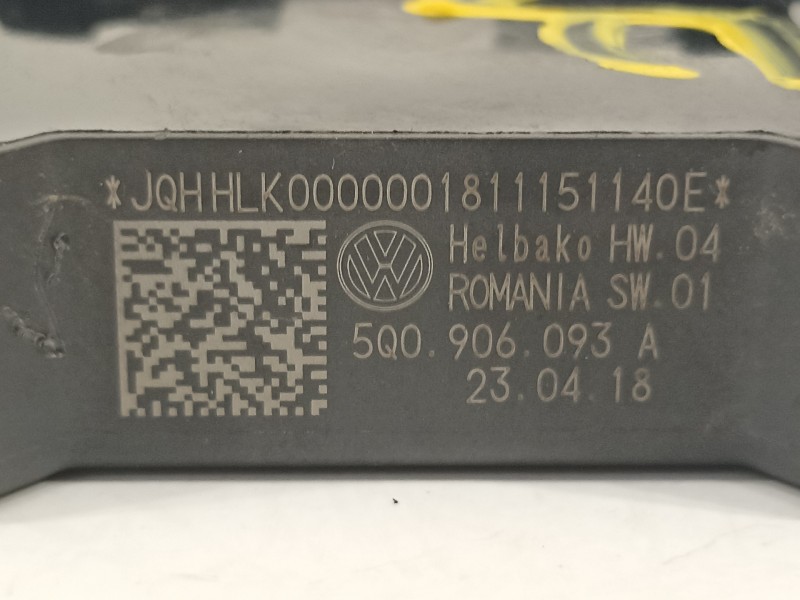 *JQHHLK0000001811151140E*
Helbako HW.04
ROMANIA SW.01
5Q0.906.093 A
23.04.18